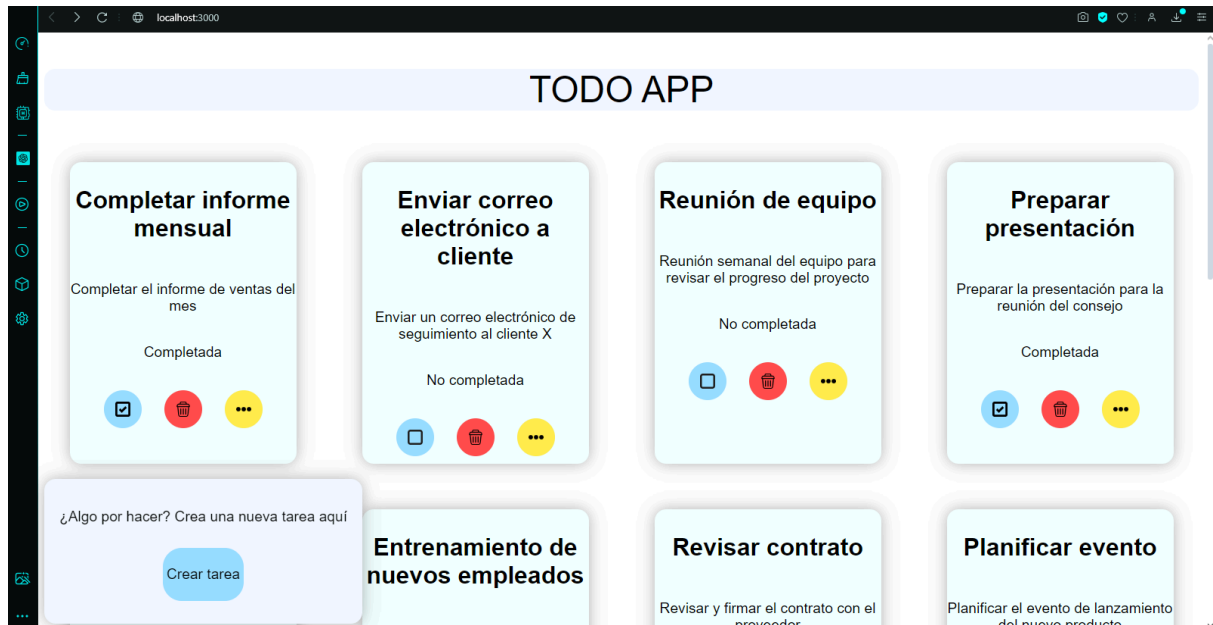 localhost:3000
TODO APP
Completar informe
mensual
Completar el informe de ventas del
mes
Completada
Enviar correo
electrónico a
cliente
Enviar un correo electrónico de
seguimiento al cliente X
No completada
Reunión de equipo
Reunión semanal del equipo para
revisar el progreso del proyecto
No completada
Preparar
presentación
Preparar la presentación para la
reunión del consejo
Completada
¿Algo por hacer? Crea una nueva tarea aquí
Crear tarea
Entrenamiento de
nuevos empleados
Revisar contrato
Revisar y firmar el contrato con el
proveedor
Planificar evento
Planificar el evento de lanzamiento
del nuevo producto